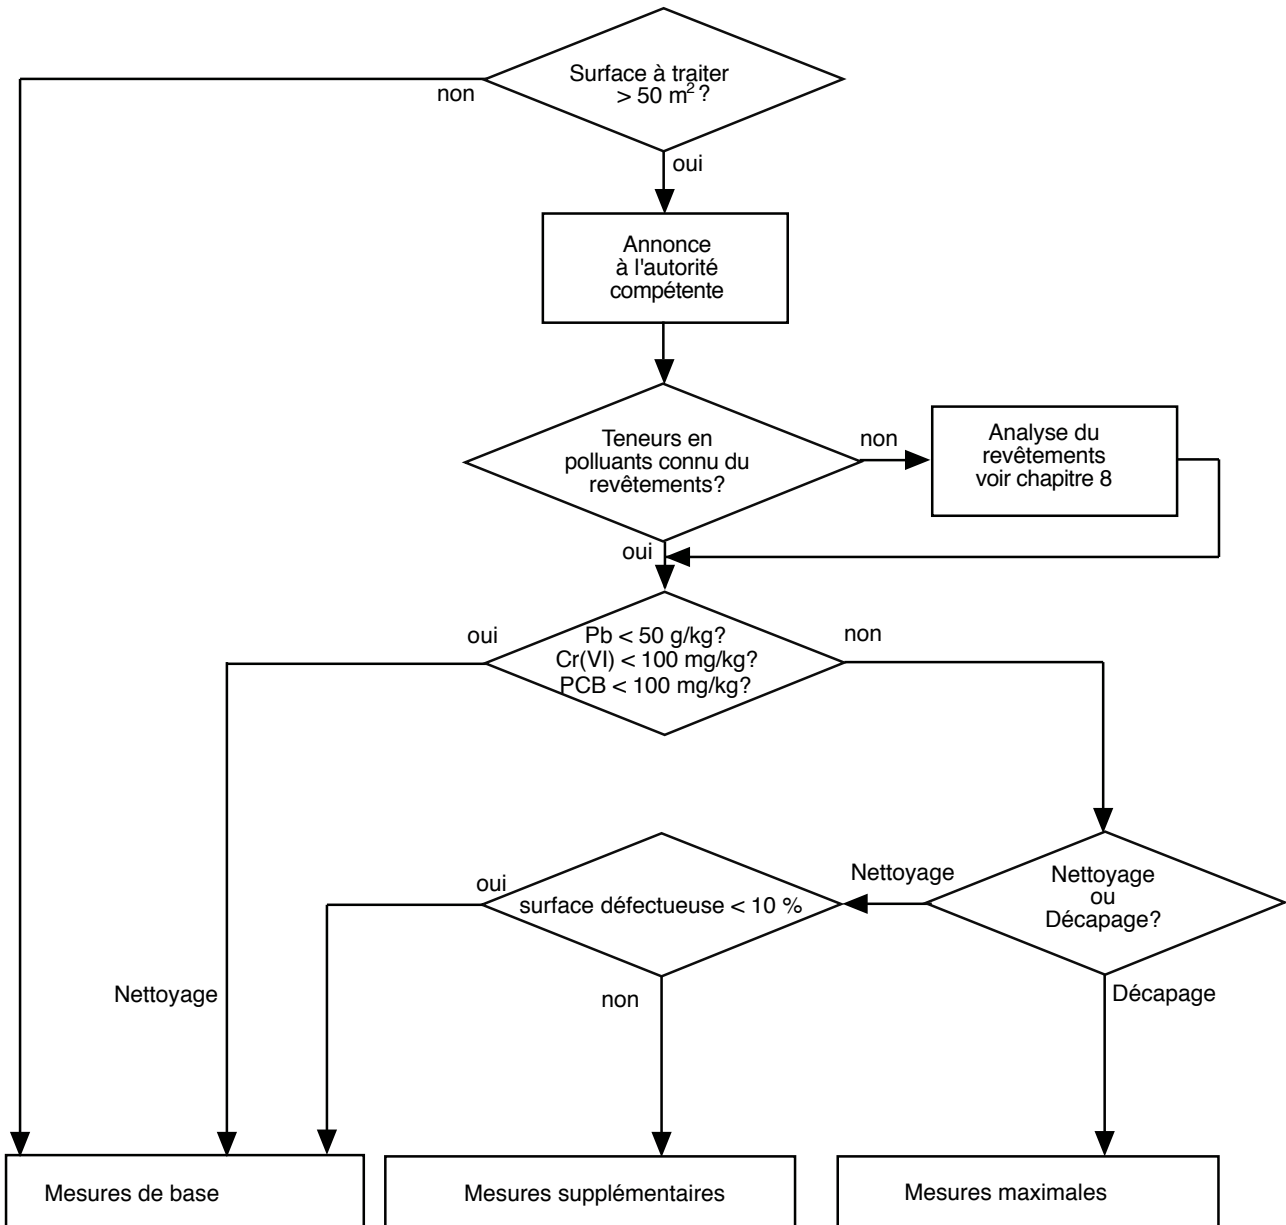 Surface à traiter
> 50 m²?
non
oui
Annonce
à l'autorité
compétente
Teneurs en
polluants connu du
revêtements?
non
Analyse du
revêtements
voir chapitre 8
oui
oui
Pb < 50 g/kg?
Cr(VI) < 100 mg/kg?
PCB < 100 mg/kg?
non
Nettoyage
ou
Décapage?
Nettoyage
oui
surface défectueuse < 10 %
Nettoyage
non
Décapage
Mesures de base
Mesures supplémentaires
Mesures maximales